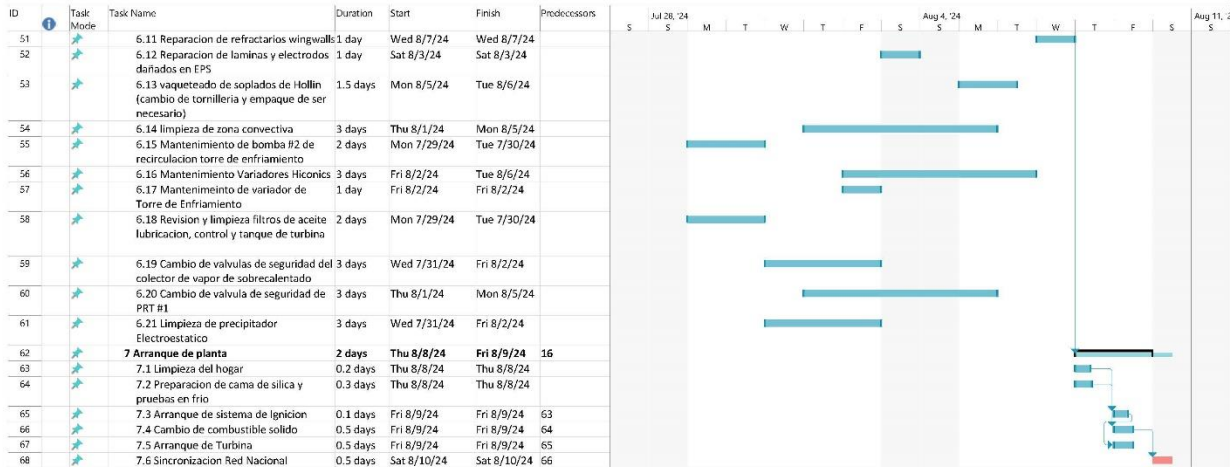 ID Task Mode Task Name Duration Start Finish Predecessors
Jul 28, '24 Aug 4, '24 Aug 11, '
S S M T W T F S S M T W T F S S
51 6.11 Reparacion de refractarios wingwalls 1 day Wed 8/7/24 Wed 8/7/24
52 6.12 Reparacion de laminas y electrodos 1 day Sat 8/3/24 Sat 8/3/24
dañados en EPS
53 6.13 vaqueteado de soplados de Hollin 1.5 days Mon 8/5/24 Tue 8/6/24
(cambio de tornilleria y empaque de ser
necesario)
54 6.14 limpieza de zona convectiva 3 days Thu 8/1/24 Mon 8/5/24
55 6.15 Mantenimiento de bomba #2 de 2 days Mon 7/29/24 Tue 7/30/24
recirculacion torre de enfriamiento
56 6.16 Mantenimiento Variadores Hiconics 3 days Fri 8/2/24 Tue 8/6/24
57 6.17 Mantenimeinto de variador de 1 day Fri 8/2/24 Fri 8/2/24
Torre de Enfriamiento
58 6.18 Revision y limpieza filtros de aceite 2 days Mon 7/29/24 Tue 7/30/24
lubricacion, control y tanque de turbina
59 6.19 Cambio de valvulas de seguridad del 3 days Wed 7/31/24 Fri 8/2/24
colector de vapor de sobrecalentado
60 6.20 Cambio de valvula de seguridad de 3 days Thu 8/1/24 Mon 8/5/24
PRT #1
61 6.21 Limpieza de precipitador 3 days Wed 7/31/24 Fri 8/2/24
Electroestatico
62 7 Arranque de planta 2 days Thu 8/8/24 Fri 8/9/24 16
63 7.1 Limpieza del hogar 0.2 days Thu 8/8/24 Thu 8/8/24
64 7.2 Preparacion de cama de silica y 0.3 days Thu 8/8/24 Thu 8/8/24
pruebas en frio
65 7.3 Arranque de sistema de Ignicion 0.1 days Fri 8/9/24 Fri 8/9/24 63
66 7.4 Cambio de combustible solido 0.5 days Fri 8/9/24 Fri 8/9/24 64
67 7.5 Arranque de Turbina 0.5 days Fri 8/9/24 Fri 8/9/24 65
68 7.6 Sincronizacion Red Nacional 0.5 days Sat 8/10/24 Sat 8/10/24 66